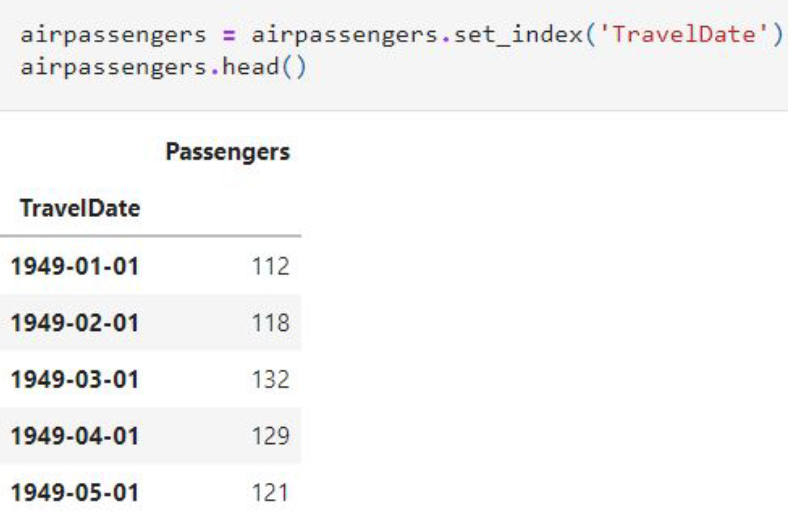 airpassengers = airpassengers.set_index('TravelDate')
airpassengers.head()
Passengers
TravelDate
1949-01-01 112
1949-02-01 118
1949-03-01 132
1949-04-01 129
1949-05-01 121